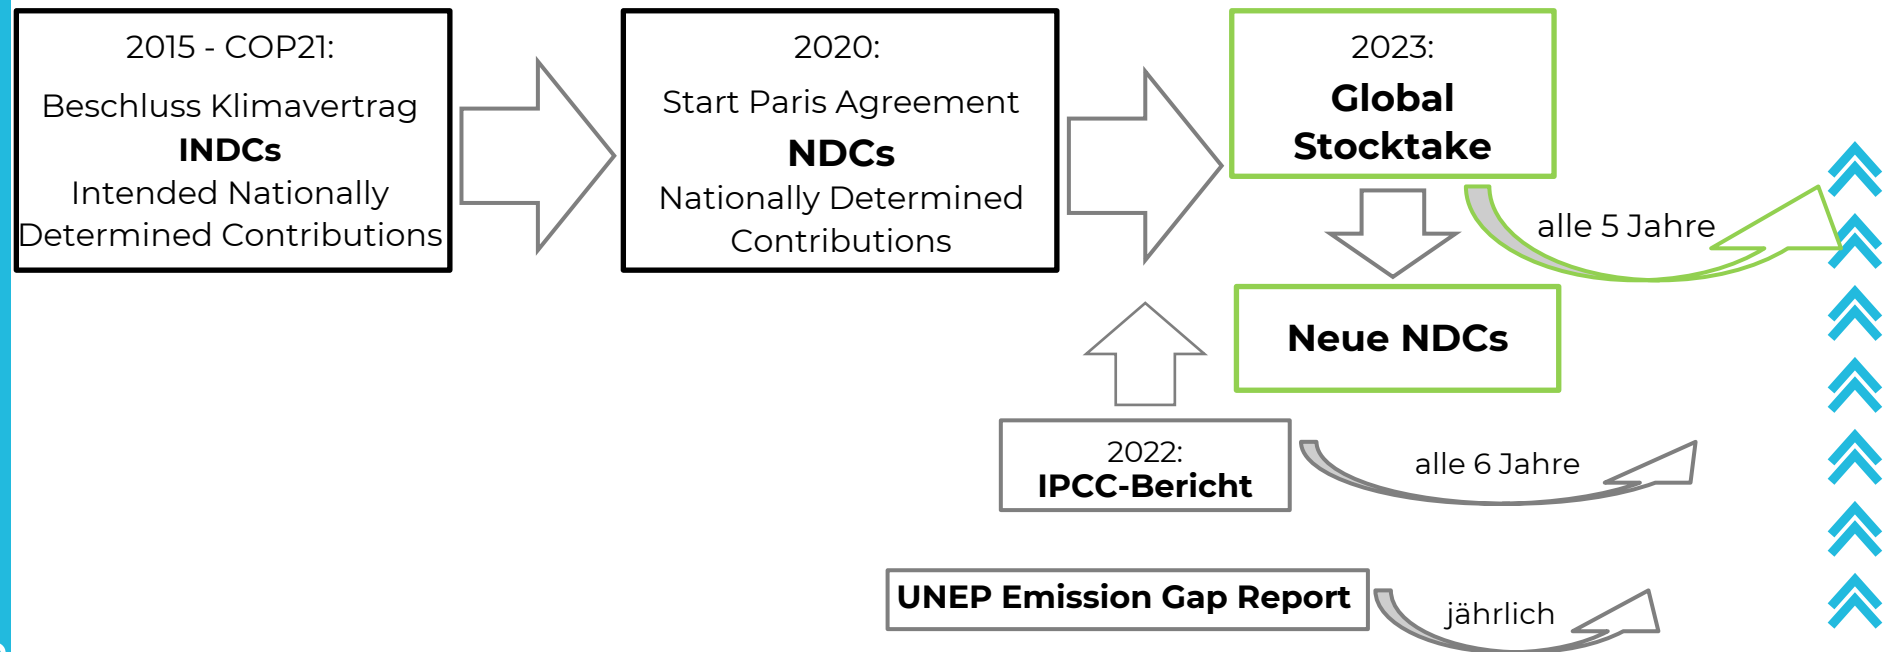 2015 - COP21:
Beschluss Klimavertrag
INDCs
Intended Nationally
Determined Contributions
2020:
Start Paris Agreement
NDCs
Nationally Determined
Contributions
2023:
Global
Stocktake
alle 5 Jahre
Neue NDCs
2022:
IPCC-Bericht
alle 6 Jahre
UNEP Emission Gap Report
jährlich